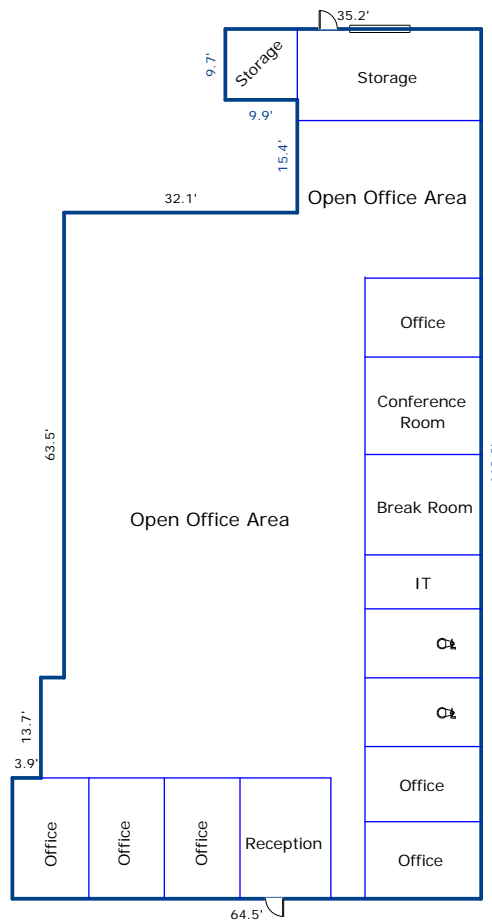 35.2'
9.7'
Storage
Storage
9.9'
15.4'
32.1'
Open Office Area
Office
Conference
Room
63.5'
Break Room
Open Office Area
IT
13.7'
3.9'
Office
Office
Office
Office
Reception
Office
64.5'